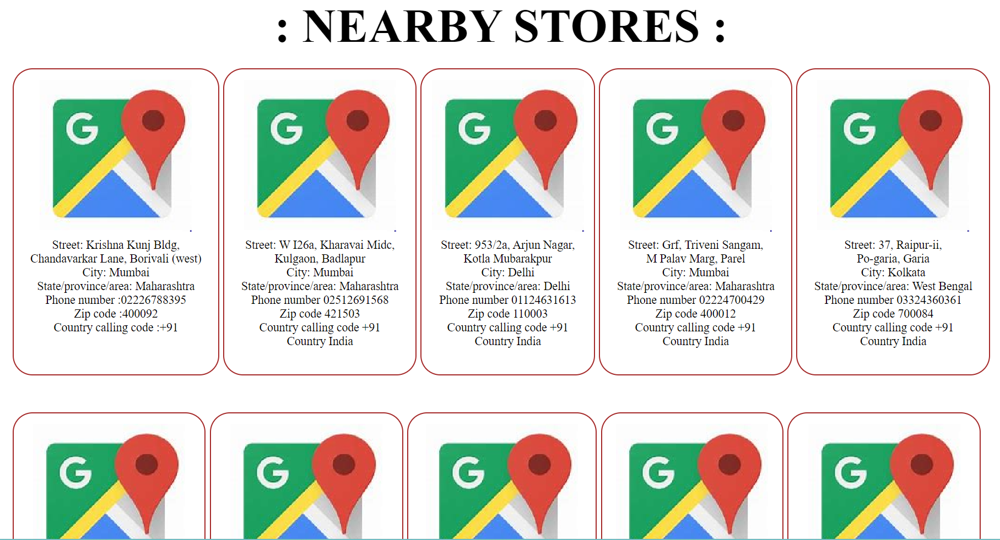 : NEARBY STORES :
G
G
G
G
G
Street: Krishna Kunj Bldg,
Chandavarkar Lane, Borivali (west)
City: Mumbai
State/province/area: Maharashtra
Phone number :02226788395
Zip code :400092
Country calling code :+91
Street: W I26a, Kharavai Midc,
Kulgaon, Badlapur
City: Mumbai
State/province/area: Maharashtra
Phone number 02512691568
Zip code 421503
Country calling code +91
Country India
Street: 953/2a, Arjun Nagar,
Kotla Mubarakpur
City: Delhi
State/province/area: Delhi
Phone number 01124631613
Zip code 110003
Country calling code +91
Country India
Street: Grf, Triveni Sangam,
M Palav Marg, Parel
City: Mumbai
State/province/area: Maharashtra
Phone number 02224700429
Zip code 400012
Country calling code +91
Country India
Street: 37, Raipur-ii,
Po-garia, Garia
City: Kolkata
State/province/area: West Bengal
Phone number 03324360361
Zip code 700084
Country calling code +91
Country India
G
G
G
G
G